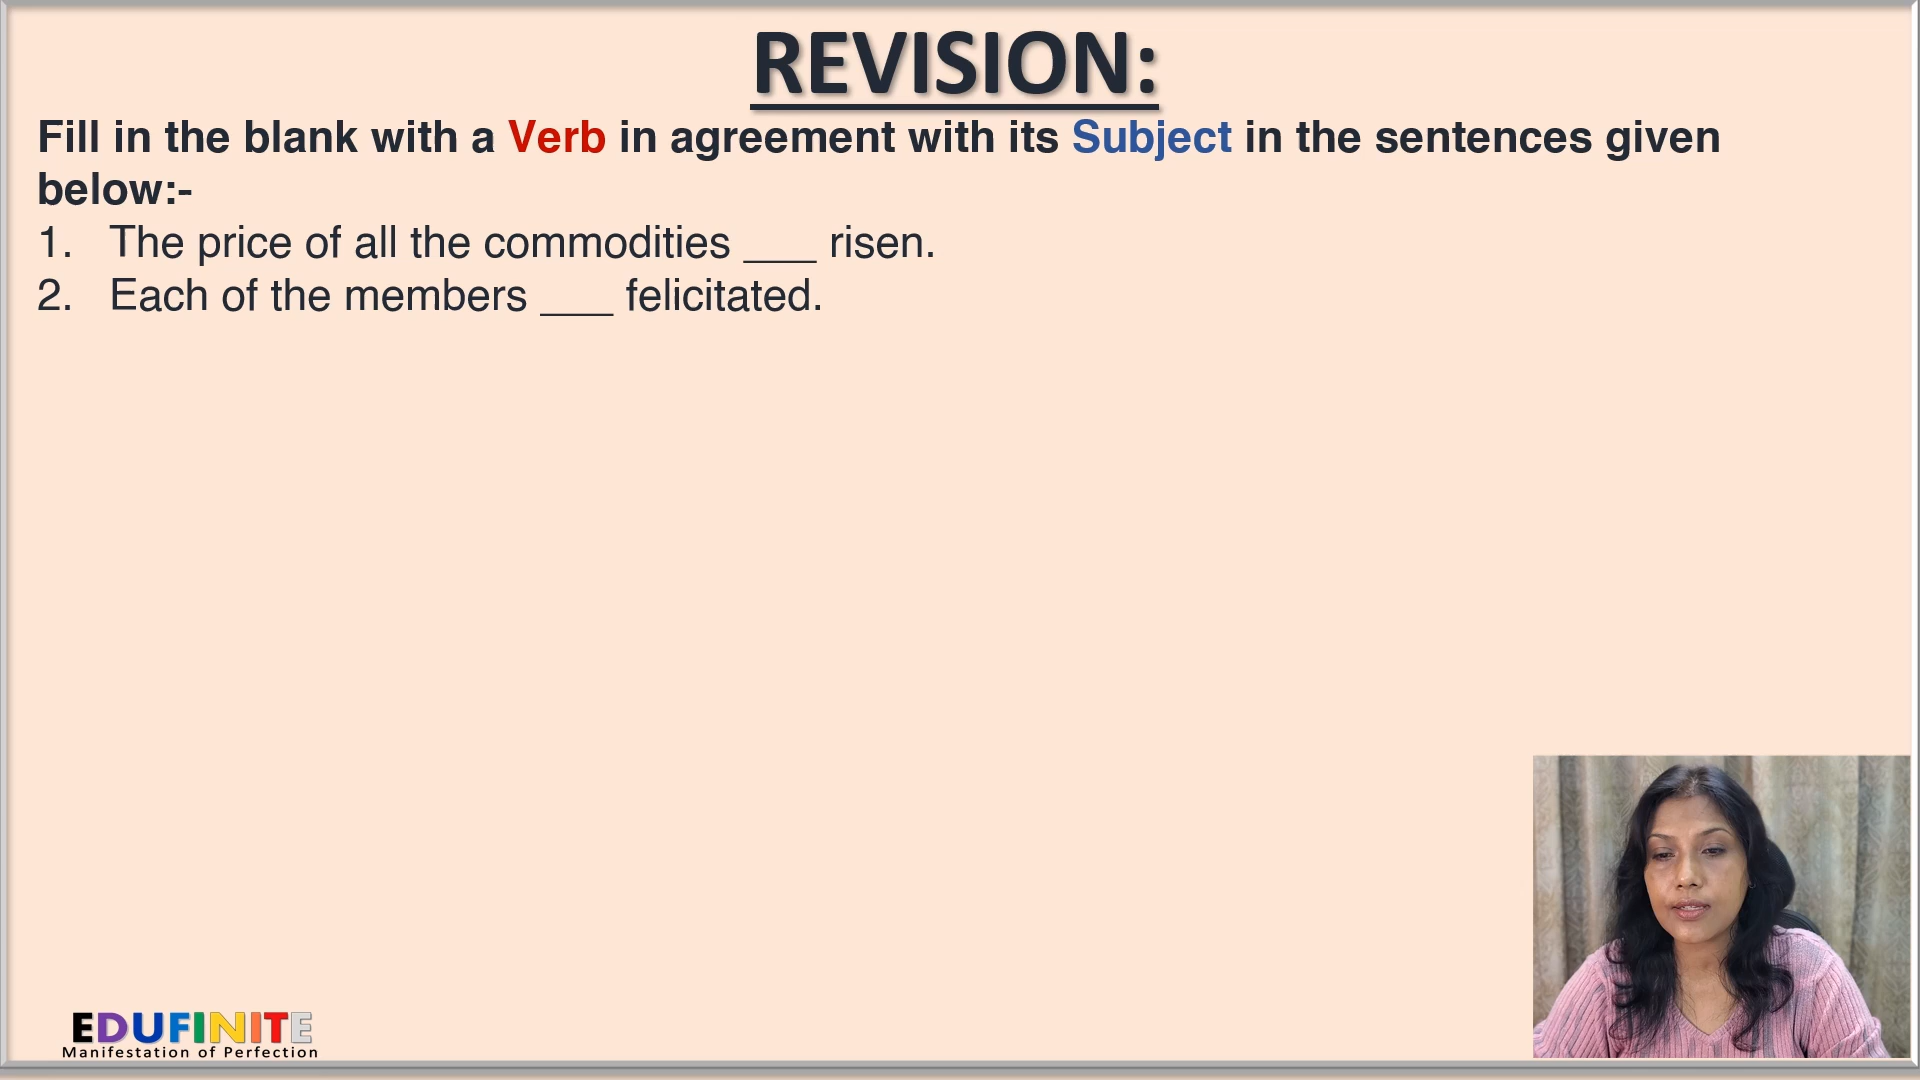 REVISION:
Fill in the blank with a Verb in agreement with its Subject in the sentences given
below:-
1. The price of all the commodities ___ risen.
2. Each of the members ___ felicitated.
EDUFINITE
Manifestation of Perfection